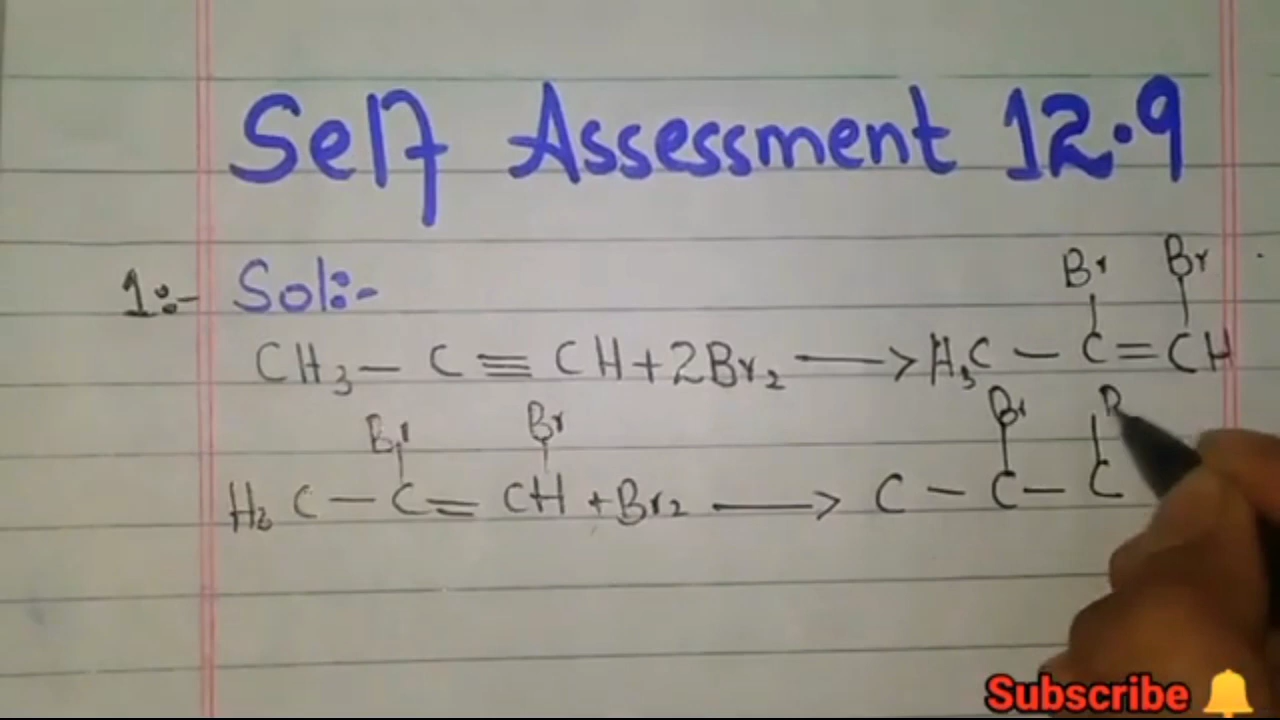 Self Assessment 12.9
1:- Sol:-
Br Br
CH₃ — C ≡ CH + 2Br₂ ⟶ H₃C — C = CH
Br Br Br
H₃C — C = CH + Br₂ ⟶ C — C — C
Subscribe